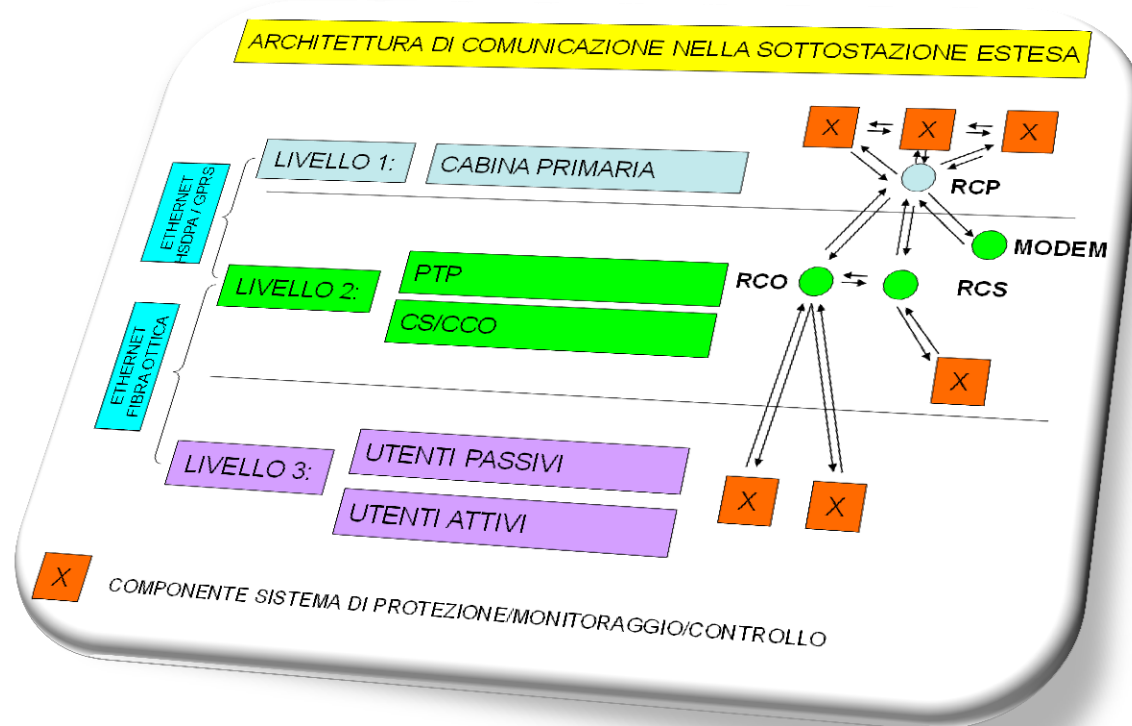 ARCHITETTURA DI COMUNICAZIONE NELLA SOTTOSTAZIONE ESTESA
X
X
X
LIVELLO 1:
CABINA PRIMARIA
RCP
ETHERNET
HSDPA / GPRS
MODEM
LIVELLO 2:
PTP
RCO
RCS
CS/CCO
ETHERNET
FIBRA OTTICA
X
LIVELLO 3:
UTENTI PASSIVI
X
X
UTENTI ATTIVI
X
COMPONENTE SISTEMA DI PROTEZIONE/MONITORAGGIO/CONTROLLO